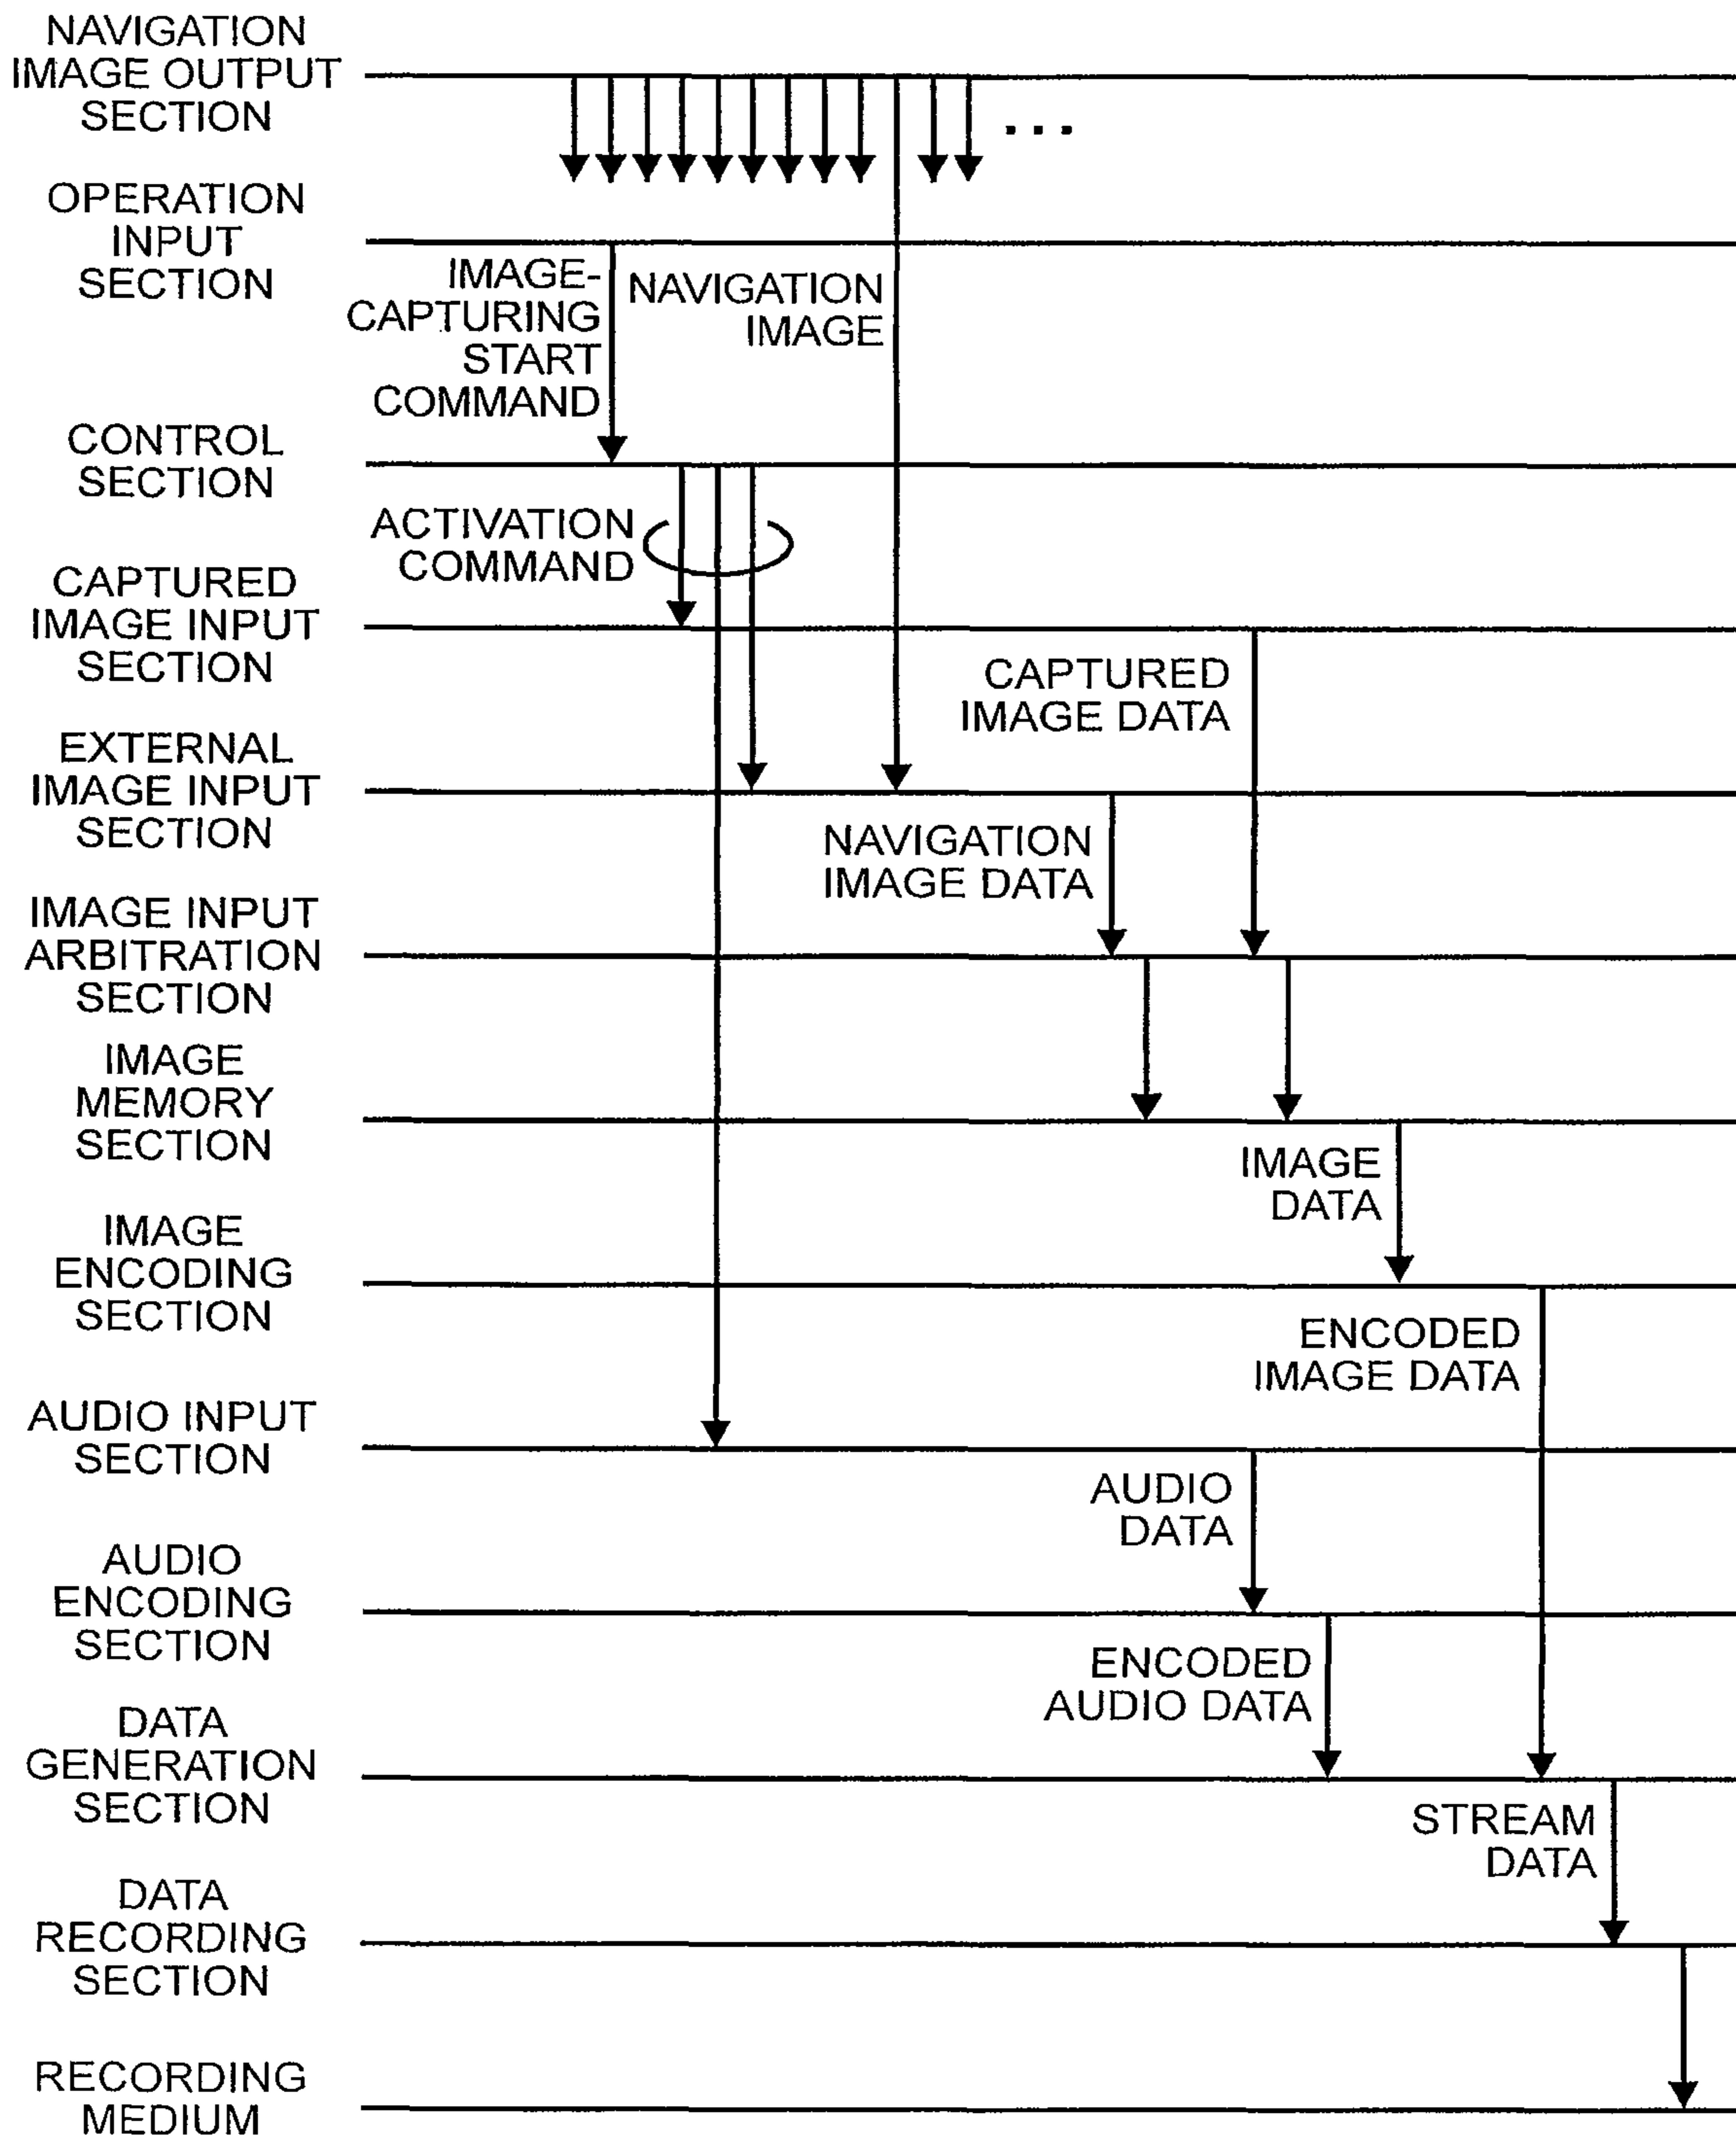 NAVIGATION
IMAGE OUTPUT
SECTION
...
OPERATION
INPUT
SECTION
IMAGE-
CAPTURING
START
COMMAND
NAVIGATION
IMAGE
CONTROL
SECTION
ACTIVATION
COMMAND
CAPTURED
IMAGE INPUT
SECTION
CAPTURED
IMAGE DATA
EXTERNAL
IMAGE INPUT
SECTION
NAVIGATION
IMAGE DATA
IMAGE INPUT
ARBITRATION
SECTION
IMAGE
MEMORY
SECTION
IMAGE
DATA
IMAGE
ENCODING
SECTION
ENCODED
IMAGE DATA
AUDIO INPUT
SECTION
AUDIO
DATA
AUDIO
ENCODING
SECTION
ENCODED
AUDIO DATA
DATA
GENERATION
SECTION
STREAM
DATA
DATA
RECORDING
SECTION
RECORDING
MEDIUM